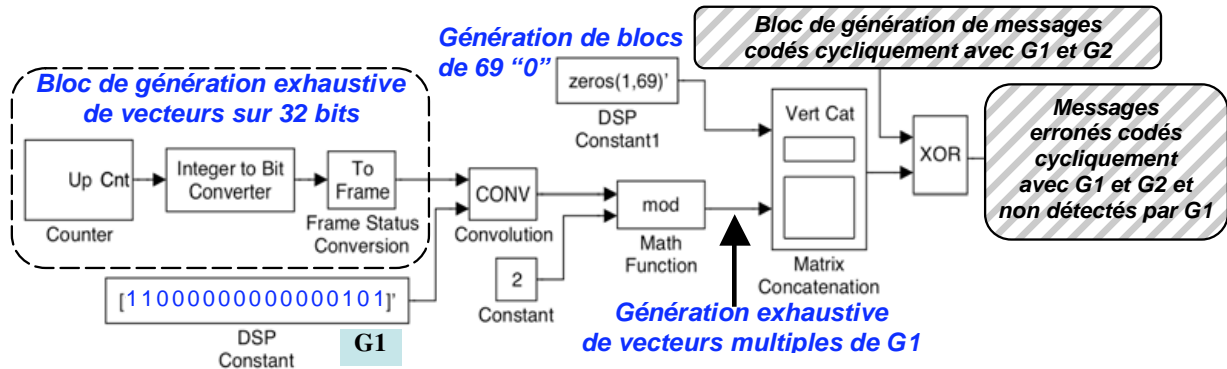 Génération de blocs
de 69 “0”
Bloc de génération de messages
codés cycliquement avec G1 et G2
Bloc de génération exhaustive
de vecteurs sur 32 bits
zeros(1,69)'
DSP
Constant1
Vert Cat
Matrix
Concatenation
XOR
Messages
erronés codés
cycliquement
avec G1 et G2 et
non détectés par G1
Up Cnt
Counter
Integer to Bit
Converter
To
Frame
Frame Status
Conversion
CONV
Convolution
mod
Math
Function
2
Constant
[11000000000000101]'
DSP
Constant
G1
Génération exhaustive
de vecteurs multiples de G1